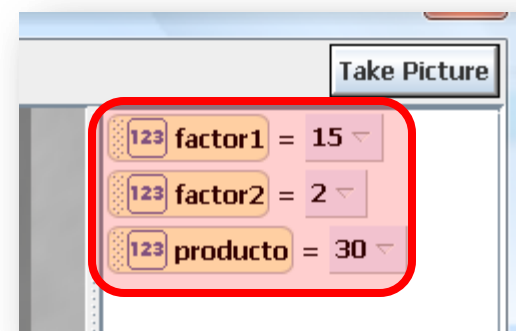 Take Picture
123 factor1 = 15
123 factor2 = 2
123 producto = 30